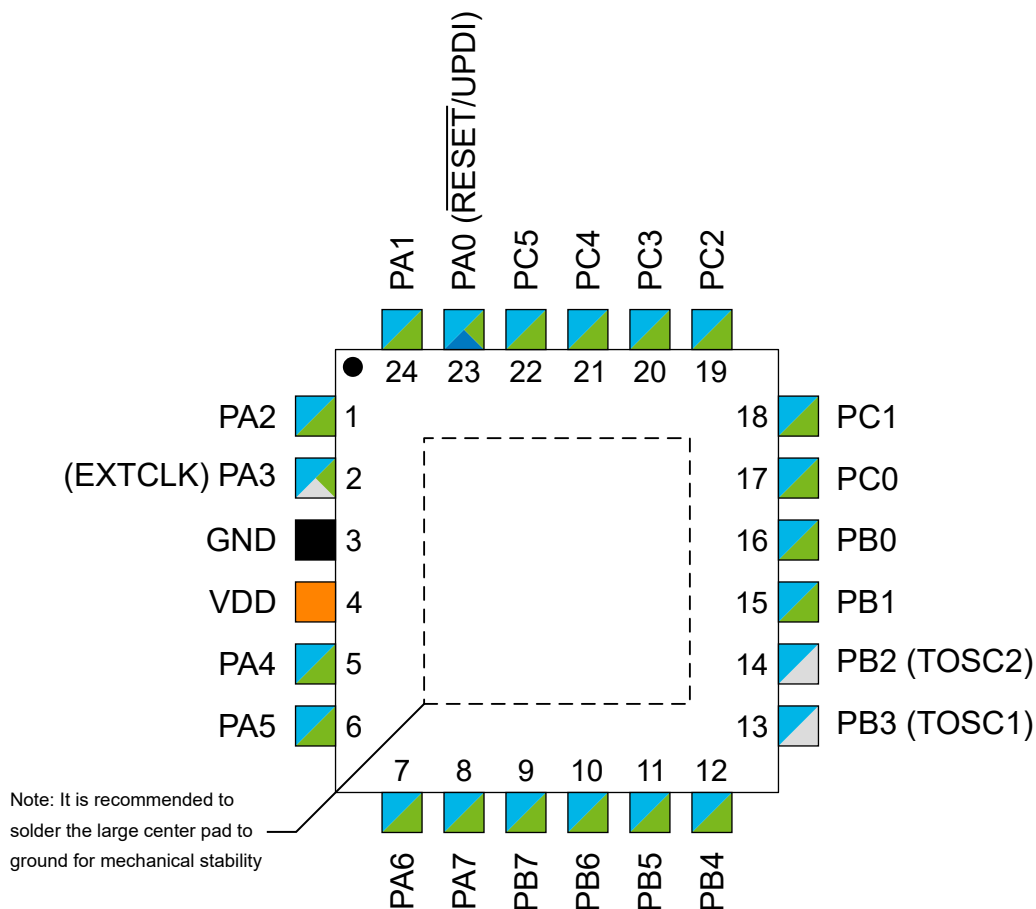 PA0 (RESET/UPDI)
PA1
PC5
PC4
PC3
PC2
24
23
22
21
20
19
PA2
1
18
PC1
(EXTCLK) PA3
2
17
PC0
GND
3
16
PB0
VDD
4
15
PB1
PA4
5
14
PB2 (TOSC2)
PA5
6
13
PB3 (TOSC1)
7
8
9
10
11
12
Note: It is recommended to
solder the large center pad to
ground for mechanical stability
PA6
PA7
PB7
PB6
PB5
PB4